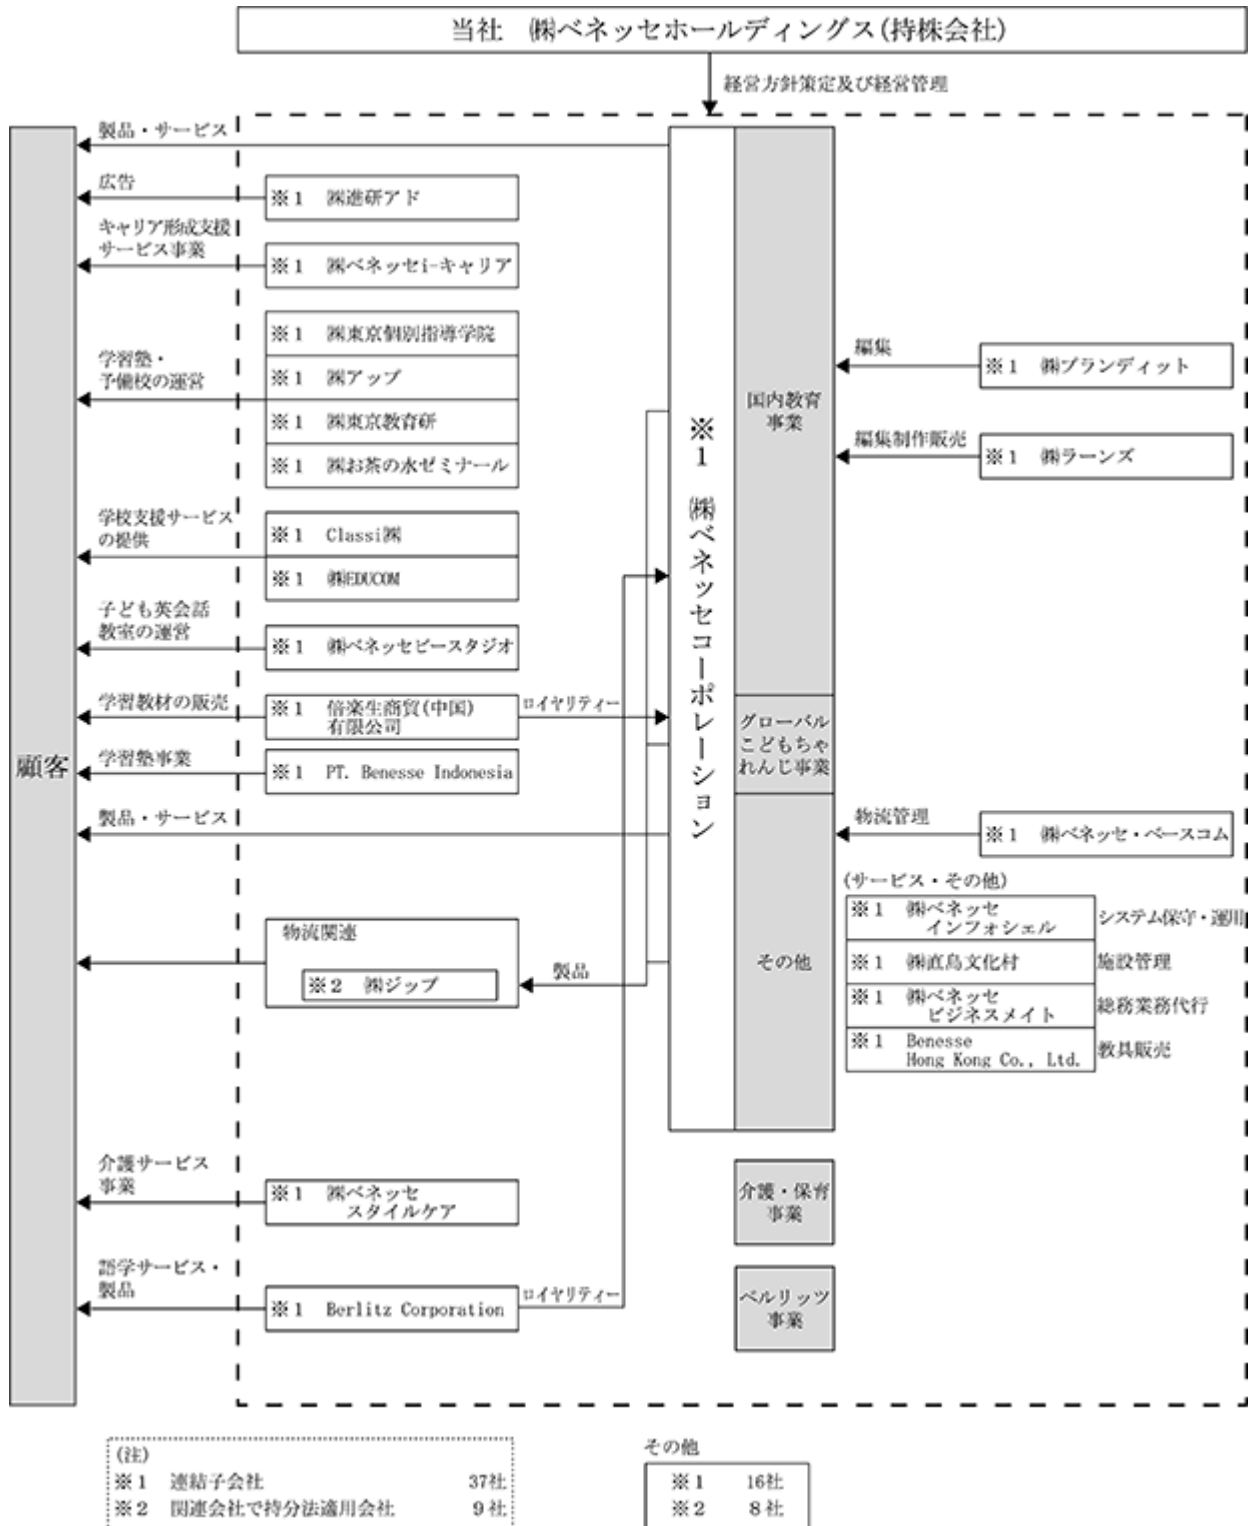 当社 ㈱ベネッセホールディングス(持株会社)
経営方針策定及び経営管理
顧客
製品・サービス
広告
※1 ㈱進研アド
キャリア形成支援
サービス事業
※1 ㈱ベネッセi-キャリア
学習塾・
予備校の運営
※1 ㈱東京個別指導学院
※1 ㈱アップ
※1 ㈱東京教育研
※1 ㈱お茶の水ゼミナール
学校支援サービス
の提供
※1 Classi㈱
※1 ㈱EDUCOM
子ども英会話
教室の運営
※1 ㈱ベネッセビースタジオ
学習教材の販売
※1 倍楽生商貿(中国)
有限公司
ロイヤリティー
学習塾事業
※1 PT. Benesse Indonesia
製品・サービス
物流関連
※2 ㈱ジップ
製品
介護サービス
事業
※1 ㈱ベネッセ
スタイルケア
語学サービス・
製品
※1 Berlitz Corporation
ロイヤリティー
※1 ㈱ベネッセコーポレーション
国内教育
事業
グローバル
こどもちゃ
れんじ事業
その他
介護・保育
事業
ベルリッツ
事業
編集
※1 ㈱プランディット
編集制作販売
※1 ㈱ラーンズ
物流管理
※1 ㈱ベネッセ・ベースコム
(サービス・その他)
※1 ㈱ベネッセ
インフォシェル
システム保守・運用
※1 ㈱直島文化村
施設管理
※1 ㈱ベネッセ
ビジネスメイト
総務業務代行
※1 Benesse
Hong Kong Co., Ltd.
教具販売
(注)
※1 連結子会社 37社
※2 関連会社で持分法適用会社 9社
その他
※1 16社
※2 8社